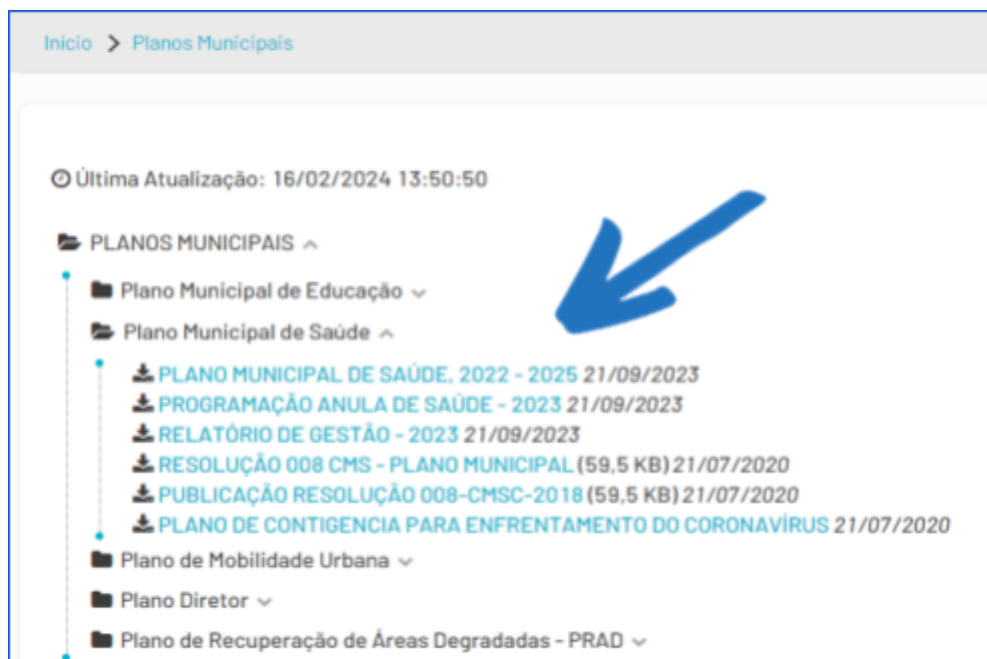 Inicio > Planos Municipais
Última Atualização: 16/02/2024 13:50:50
PLANOS MUNICIPAIS
Plano Municipal de Educação
Plano Municipal de Saúde
PLANO MUNICIPAL DE SAÚDE, 2022 - 2025 21/09/2023
PROGRAMAÇÃO ANULA DE SAÚDE - 2023 21/09/2023
RELATÓRIO DE GESTÃO - 2023 21/09/2023
RESOLUÇÃO 008 CMS - PLANO MUNICIPAL (59,5 KB) 21/07/2020
PUBLICAÇÃO RESOLUÇÃO 008-CMSC-2018 (59,5 KB) 21/07/2020
PLANO DE CONTIGENCIA PARA ENFRENTAMENTO DO CORONAVÍRUS 21/07/2020
Plano de Mobilidade Urbana
Plano Diretor
Plano de Recuperação de Áreas Degradadas - PRAD